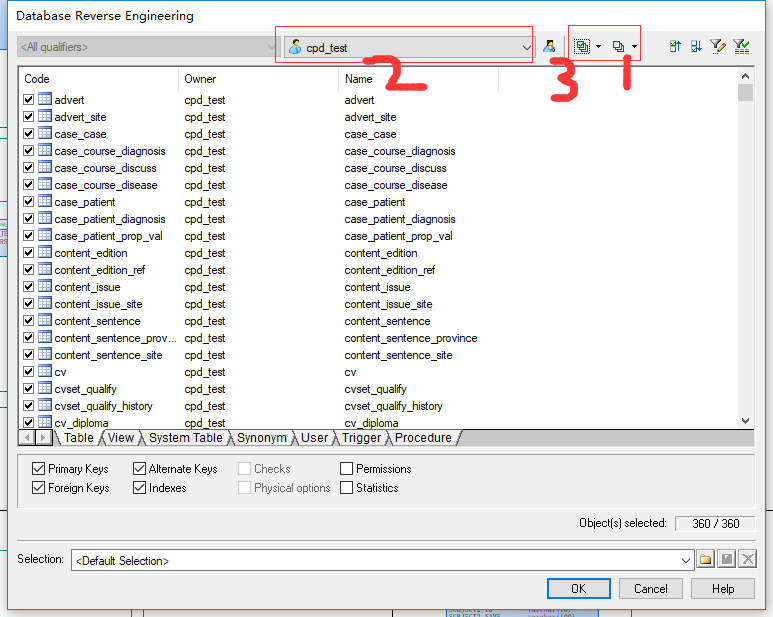 Database Reverse Engineering
<All qualifiers> cpd_test
2 3 1
Code Owner Name
advert cpd_test advert
advert_site cpd_test advert_site
case_case cpd_test case_case
case_course_diagnosis cpd_test case_course_diagnosis
case_course_discuss cpd_test case_course_discuss
case_course_disease cpd_test case_course_disease
case_patient cpd_test case_patient
case_patient_diagnosis cpd_test case_patient_diagnosis
case_patient_prop_val cpd_test case_patient_prop_val
content_edition cpd_test content_edition
content_edition_ref cpd_test content_edition_ref
content_issue cpd_test content_issue
content_issue_site cpd_test content_issue_site
content_sentence cpd_test content_sentence
content_sentence_prov... cpd_test content_sentence_province
content_sentence_site cpd_test content_sentence_site
cv cpd_test cv
cvset_qualify cpd_test cvset_qualify
cvset_qualify_history cpd_test cvset_qualify_history
cv_diploma cpd_test cv_diploma
Table View System Table Synonym User Trigger Procedure
Primary Keys Alternate Keys Checks Permissions
Foreign Keys Indexes Physical options Statistics
Object(s) selected: 360 / 360
Selection: <Default Selection>
OK Cancel Help